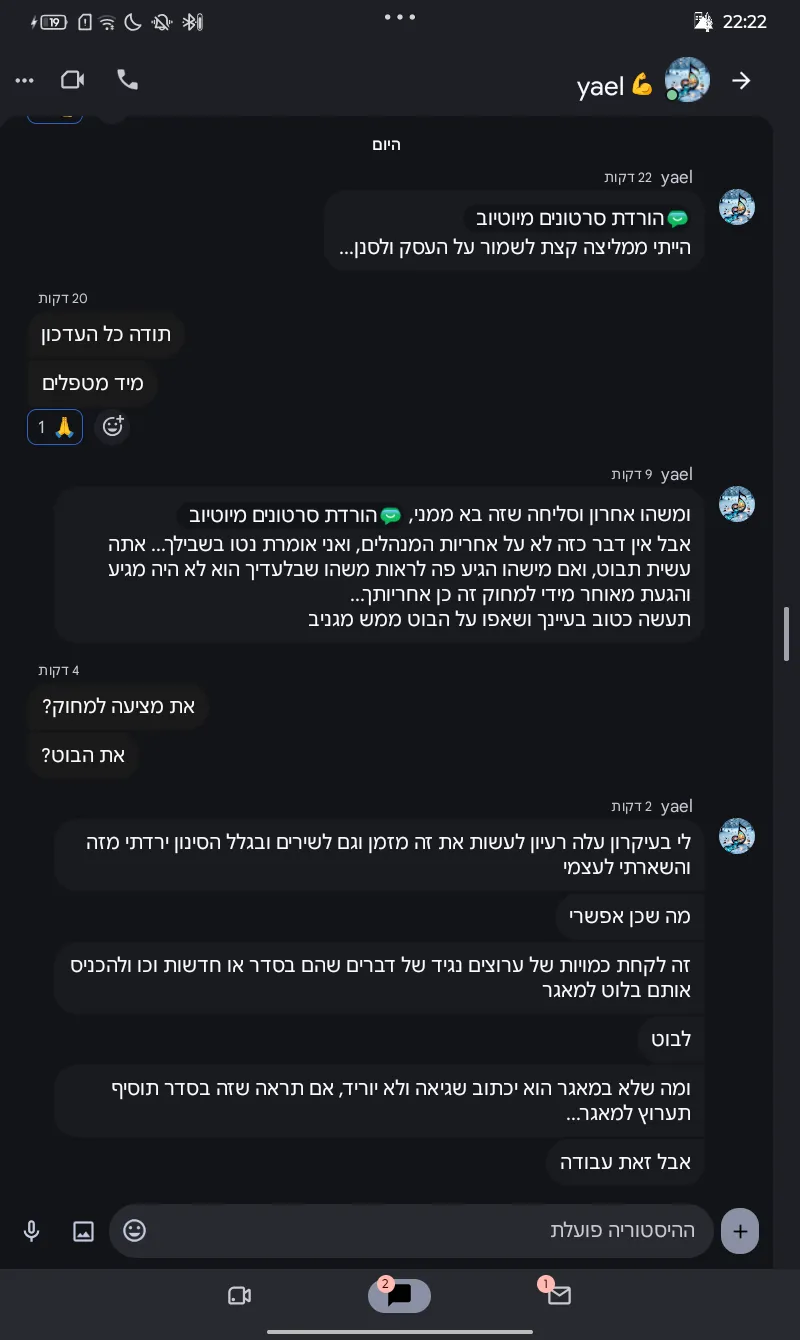 19
22:22
yael 💪
היום
yael 22 דקות
הורדת סרטונים מיוטיוב
הייתי ממליצה קצת לשמור על העסק ולסנן...
20 דקות
תודה כל העדכון
מיד מטפלים
🙏 1
yael 9 דקות
ומשהו אחרון וסליחה שזה בא ממני, הורדת סרטונים מיוטיוב
אבל אין דבר כזה לא על אחריות המנהלים, ואני אומרת נטו בשבילך... אתה
עשית תבוט, ואם מישהו הגיע פה לראות משהו שבלעדיך הוא לא היה מגיע
והגעת מאוחר מידי למחוק זה כן אחריותך...
תעשה כטוב בעיינך ושאפו על הבוט ממש מגניב
4 דקות
את מציעה למחוק?
את הבוט?
yael 2 דקות
לי בעיקרון עלה רעיון לעשות את זה מזמן וגם לשירים ובגלל הסינון ירדתי מזה
והשארתי לעצמי
מה שכן אפשרי
זה לקחת כמויות של ערוצים נגיד של דברים שהם בסדר או חדשות וכו ולהכניס
אותם בלוט למאגר
לבוט
ומה שלא במאגר הוא יכתוב שגיאה ולא יוריד, אם תראה שזה בסדר תוסיף
תערוץ למאגר...
אבל זאת עבודה
ההיסטוריה פועלת
2
1